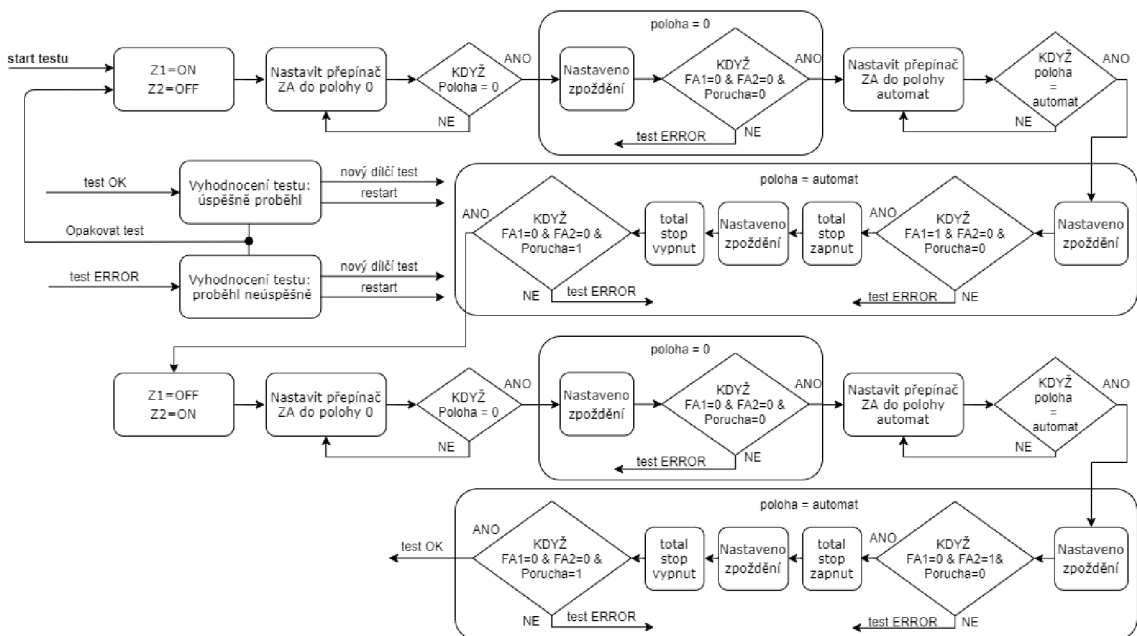 start testu
Z1=ON
Z2=OFF
Nastavit přepínač
ZA do polohy 0
KDYŽ
Poloha = 0
ANO
NE
poloha = 0
Nastaveno
zpoždění
KDYŽ
FA1=0 & FA2=0 &
Porucha=0
ANO
NE
test ERROR
Nastavit přepínač
ZA do polohy
automat
KDYŽ
poloha
=
automat
ANO
NE
test OK
Vyhodnocení testu:
úspěšně proběhl
nový dílčí test
restart
Opakovat test
test ERROR
Vyhodnocení testu:
proběhl neúspěšně
nový dílčí test
restart
poloha = automat
ANO
KDYŽ
FA1=0 & FA2=0 &
Porucha=1
NE
test ERROR
total
stop
vypnut
Nastaveno
zpoždění
total
stop
zapnut
ANO
KDYŽ
FA1=1 & FA2=0 &
Porucha=0
NE
test ERROR
Nastaveno
zpoždění
Z1=OFF
Z2=ON
Nastavit přepínač
ZA do polohy 0
KDYŽ
Poloha = 0
ANO
NE
poloha = 0
Nastaveno
zpoždění
KDYŽ
FA1=0 & FA2=0 &
Porucha=0
ANO
NE
test ERROR
Nastavit přepínač
ZA do polohy
automat
KDYŽ
poloha
=
automat
ANO
NE
poloha = automat
test OK
ANO
KDYŽ
FA1=0 & FA2=0 &
Porucha=1
NE
test ERROR
total
stop
vypnut
Nastaveno
zpoždění
total
stop
zapnut
ANO
KDYŽ
FA1=0 & FA2=1&
Porucha=0
NE
test ERROR
Nastaveno
zpoždění